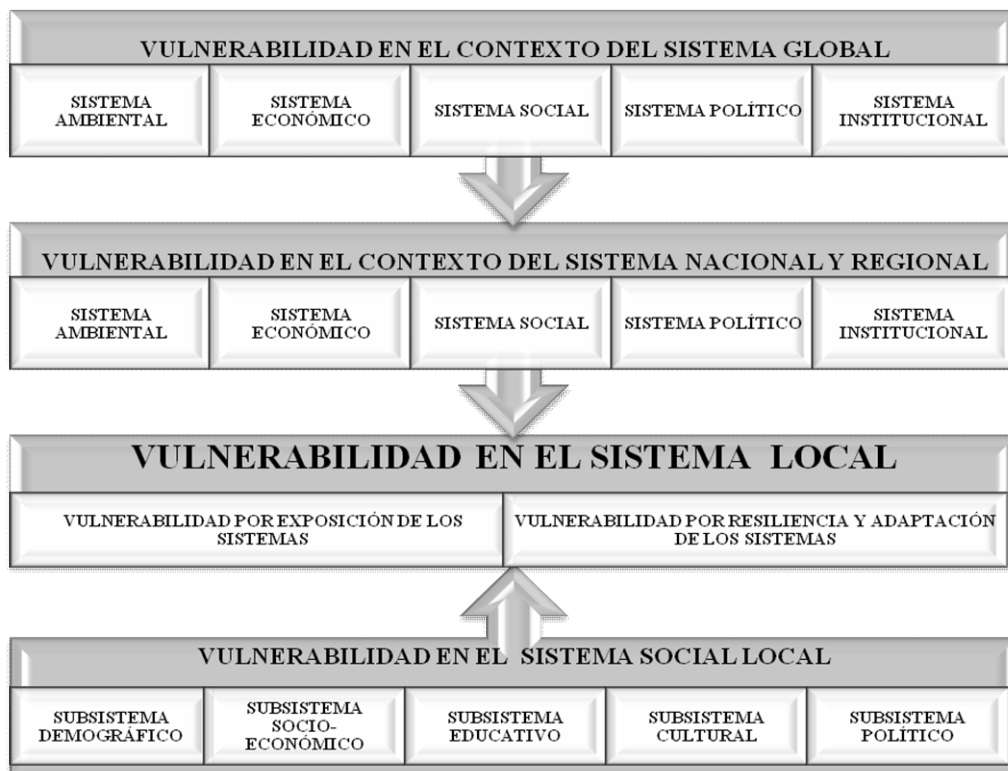 VULNERABILIDAD EN EL CONTEXTO DEL SISTEMA GLOBAL
SISTEMA
AMBIENTAL
SISTEMA
ECONÓMICO
SISTEMA SOCIAL
SISTEMA POLÍTICO
SISTEMA
INSTITUCIONAL
VULNERABILIDAD EN EL CONTEXTO DEL SISTEMA NACIONAL Y REGIONAL
SISTEMA
AMBIENTAL
SISTEMA
ECONÓMICO
SISTEMA SOCIAL
SISTEMA POLÍTICO
SISTEMA
INSTITUCIONAL
VULNERABILIDAD EN EL SISTEMA LOCAL
VULNERABILIDAD POR EXPOSICIÓN DE LOS
SISTEMAS
VULNERABILIDAD POR RESILIENCIA Y ADAPTACIÓN
DE LOS SISTEMAS
VULNERABILIDAD EN EL SISTEMA SOCIAL LOCAL
SUBSISTEMA
DEMOGRÁFICO
SUBSISTEMA
SOCIO-
ECONÓMICO
SUBSISTEMA
EDUCATIVO
SUBSISTEMA
CULTURAL
SUBSISTEMA
POLÍTICO